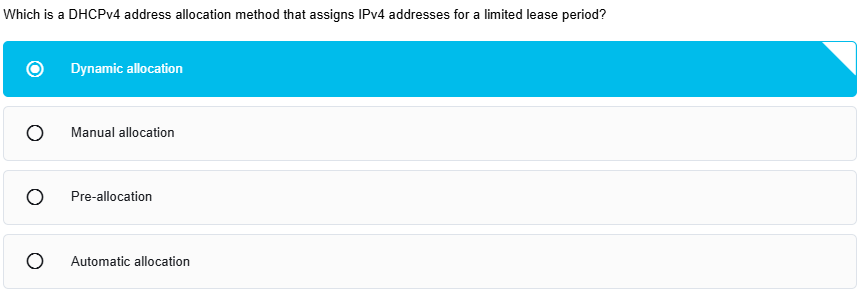 Which is a DHCPv4 address allocation method that assigns IPv4 addresses for a limited lease period?
Dynamic allocation
Manual allocation
Pre-allocation
Automatic allocation